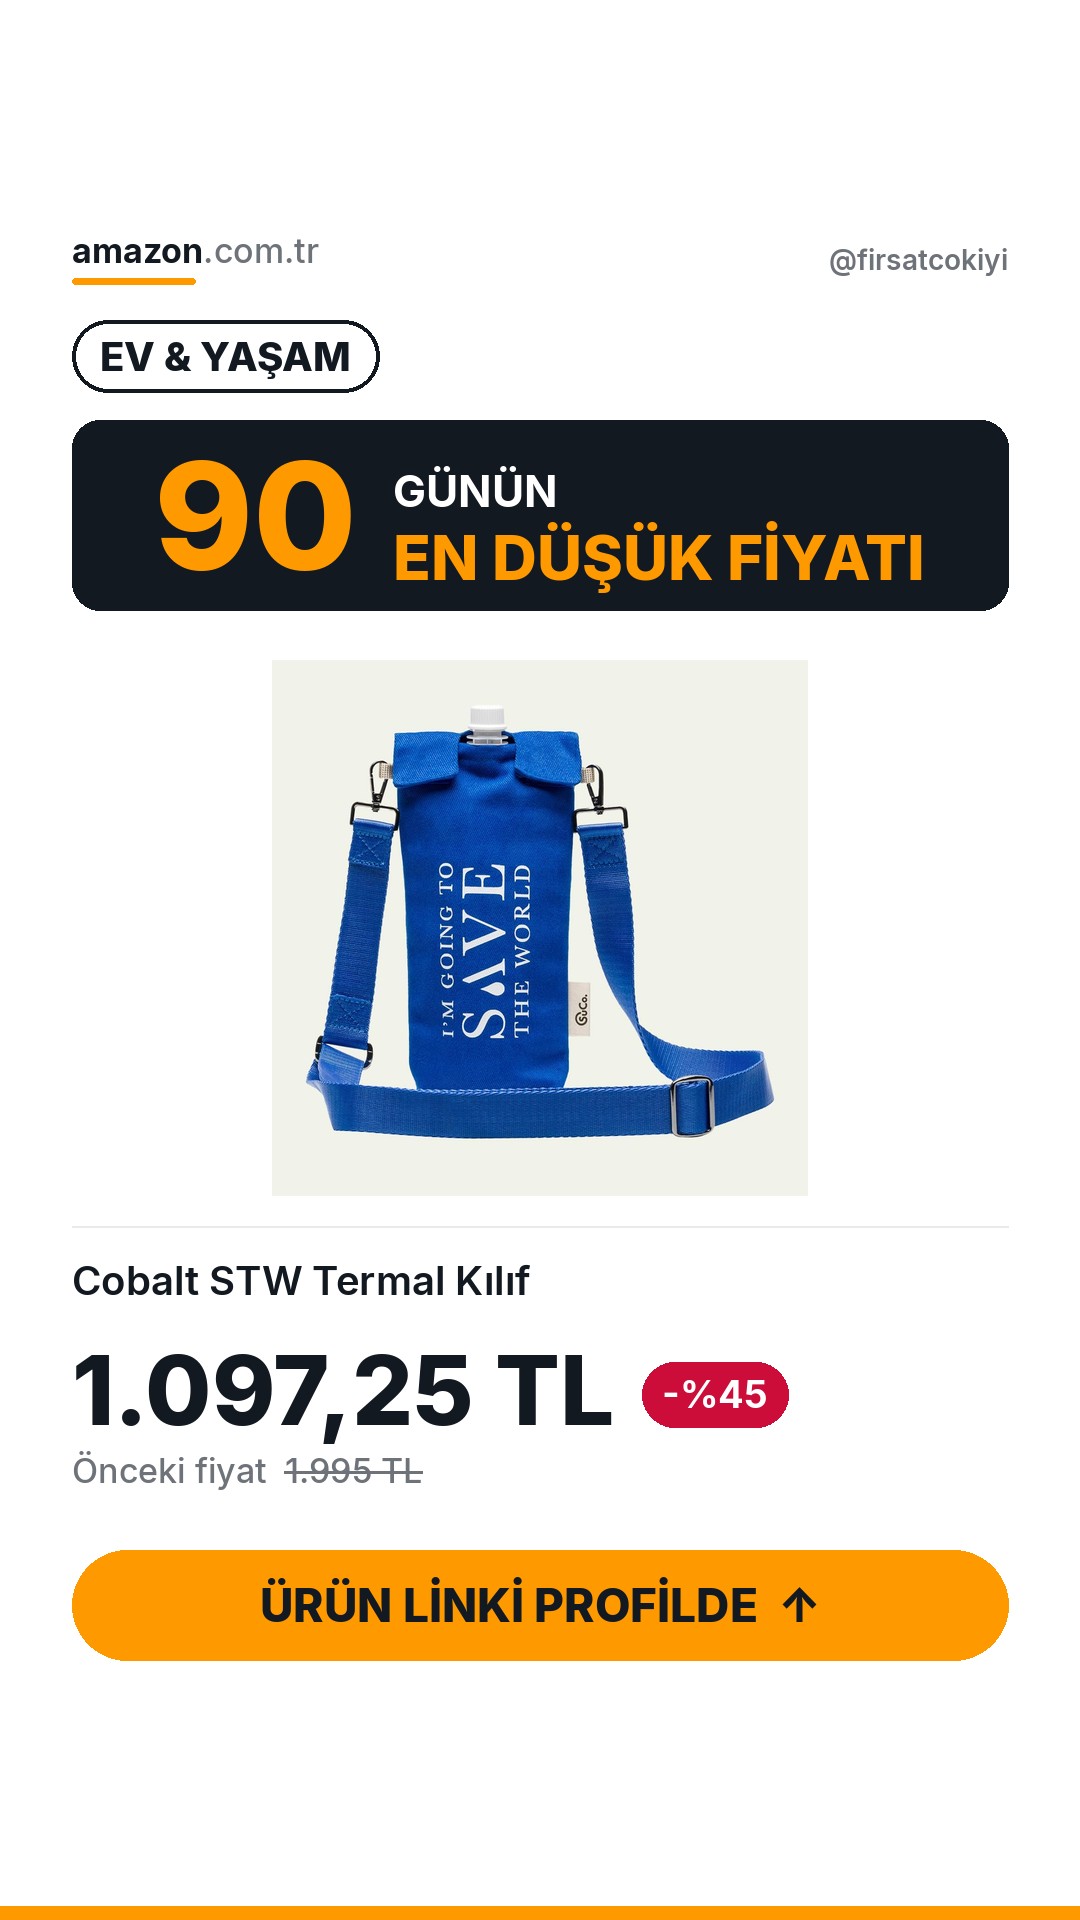 amazon.com.tr
@firsatcokiyi
EV & YAŞAM
90 GÜNÜN
EN DÜŞÜK FİYATI
I'M GOING TO
SAVE
THE WORLD
SuCo.
Cobalt STW Termal Kılıf
1.097,25 TL -%45
Önceki fiyat 1.995 TL
ÜRÜN LİNKİ PROFİLDE ↑